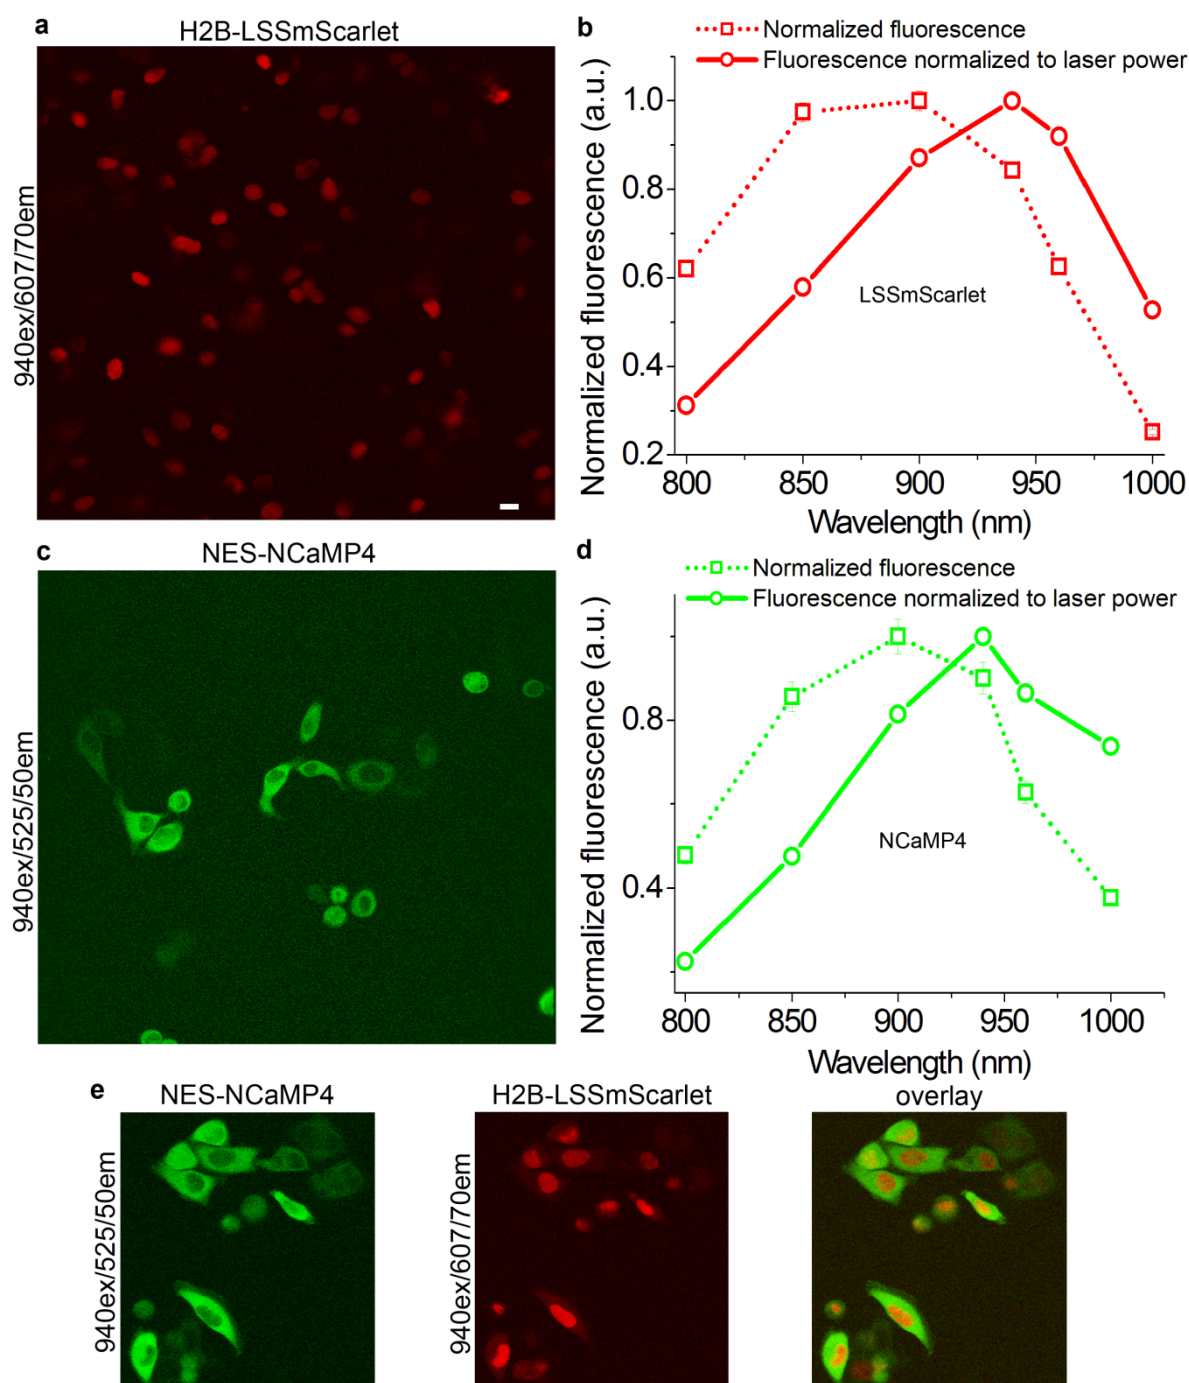 a
H2B-LSSmScarlet
940ex/607/70em
b
Normalized fluorescence
Fluorescence normalized to laser power
Normalized fluorescence (a.u.)
1.0
0.8
0.6
0.4
0.2
LSSmScarlet
800 850 900 950 1000
Wavelength (nm)
c
NES-NCaMP4
940ex/525/50em
d
Normalized fluorescence
Fluorescence normalized to laser power
Normalized fluorescence (a.u.)
0.8
0.4
NCaMP4
800 850 900 950 1000
Wavelength (nm)
e
NES-NCaMP4 H2B-LSSmScarlet overlay
940ex/525/50em
940ex/607/70em